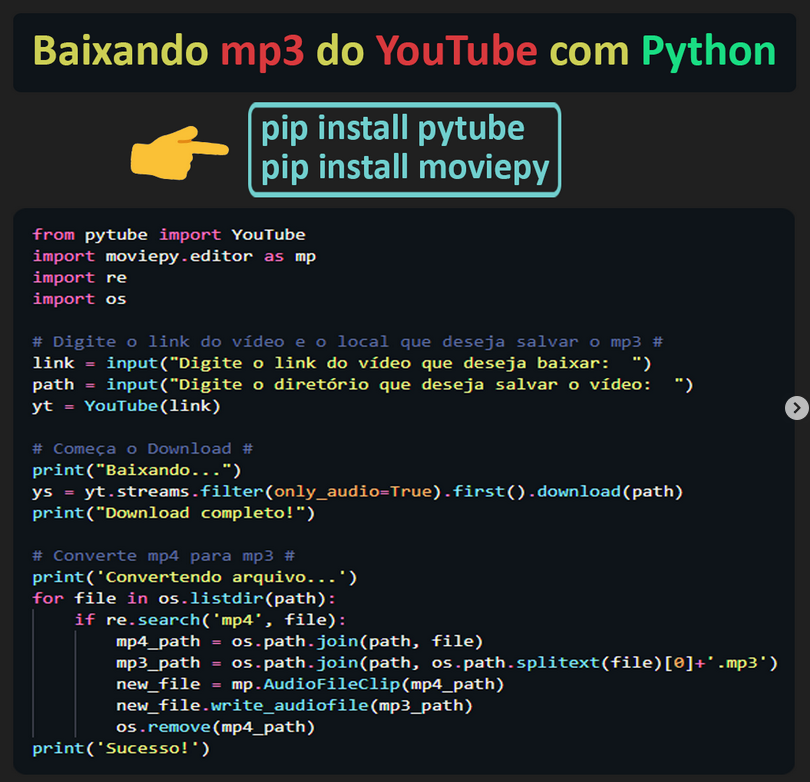 Baixando mp3 do YouTube com Python
pip install pytube
pip install moviepy
from pytube import YouTube
import moviepy.editor as mp
import re
import os
# Digite o link do vídeo e o local que deseja salvar o mp3 #
link = input("Digite o link do vídeo que deseja baixar:  ")
path = input("Digite o diretório que deseja salvar o vídeo:  ")
yt = YouTube(link)
# Começa o Download #
print("Baixando...")
ys = yt.streams.filter(only_audio=True).first().download(path)
print("Download completo!")
# Converte mp4 para mp3 #
print('Convertendo arquivo...')
for file in os.listdir(path):
    if re.search('mp4', file):
        mp4_path = os.path.join(path, file)
        mp3_path = os.path.join(path, os.path.splitext(file)[0]+'.mp3')
        new_file = mp.AudioFileClip(mp4_path)
        new_file.write_audiofile(mp3_path)
        os.remove(mp4_path)
print('Sucesso!')